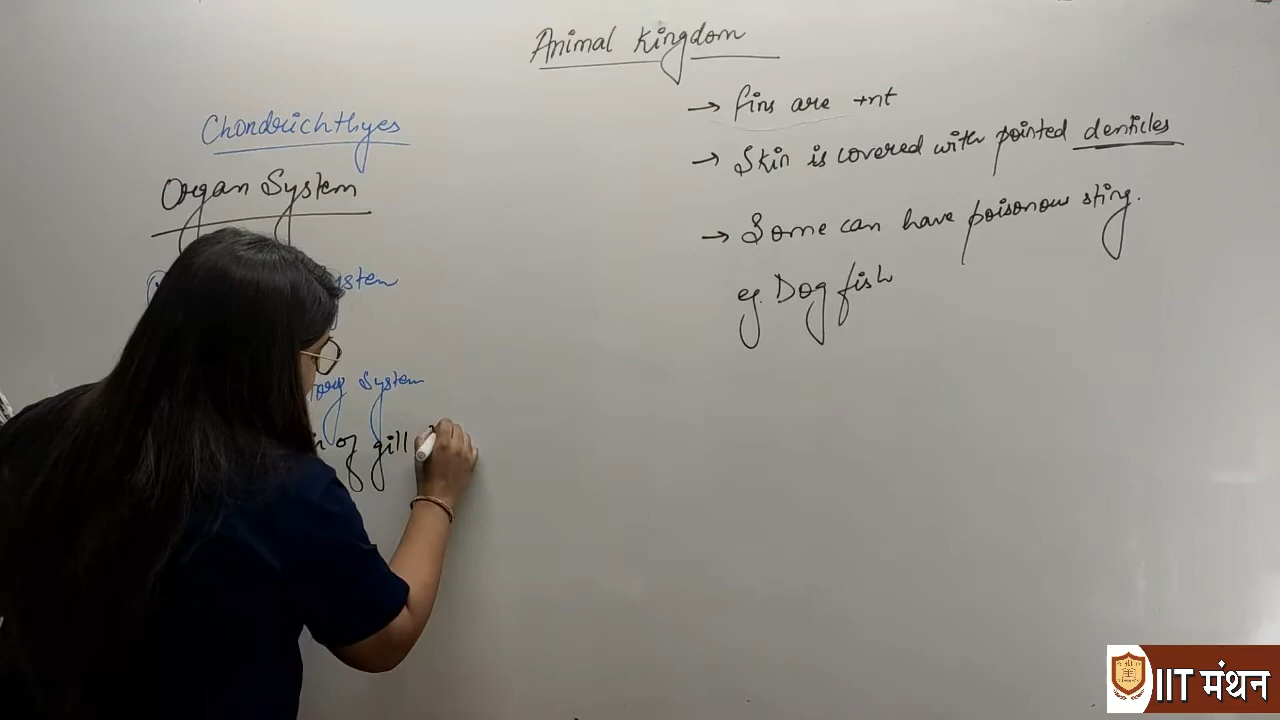 Animal Kingdom
Chondrichthyes
Organ System
System
of gill
→ fins are +nt
→ Skin is covered with pointed denticles
→ Some can have poisonous sting.
eg. Dog fish
IIT मंथन